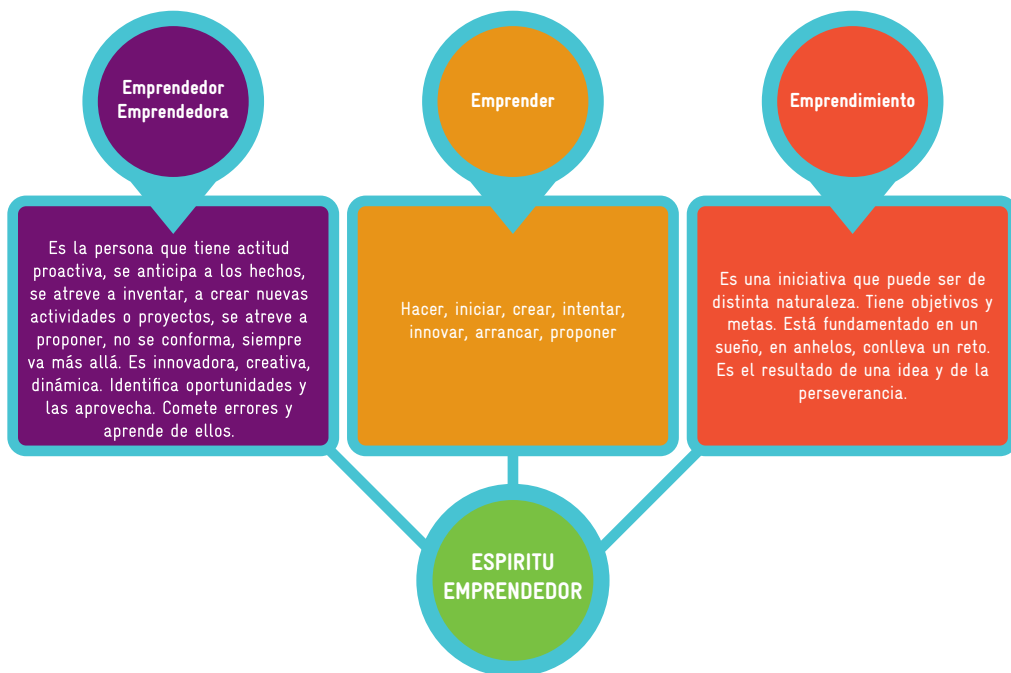 Emprendedor
Emprendedora
Es la persona que tiene actitud
proactiva, se anticipa a los hechos,
se atreve a inventar, a crear nuevas
actividades o proyectos, se atreve a
proponer, no se conforma, siempre
va más allá. Es innovadora, creativa,
dinámica. Identifica oportunidades y
las aprovecha. Comete errores y
aprende de ellos.
Emprender
Hacer, iniciar, crear, intentar,
innovar, arrancar, proponer
Emprendimiento
Es una iniciativa que puede ser de
distinta naturaleza. Tiene objetivos y
metas. Está fundamentado en un
sueño, en anhelos, conlleva un reto.
Es el resultado de una idea y de la
perseverancia.
ESPIRITU
EMPRENDEDOR